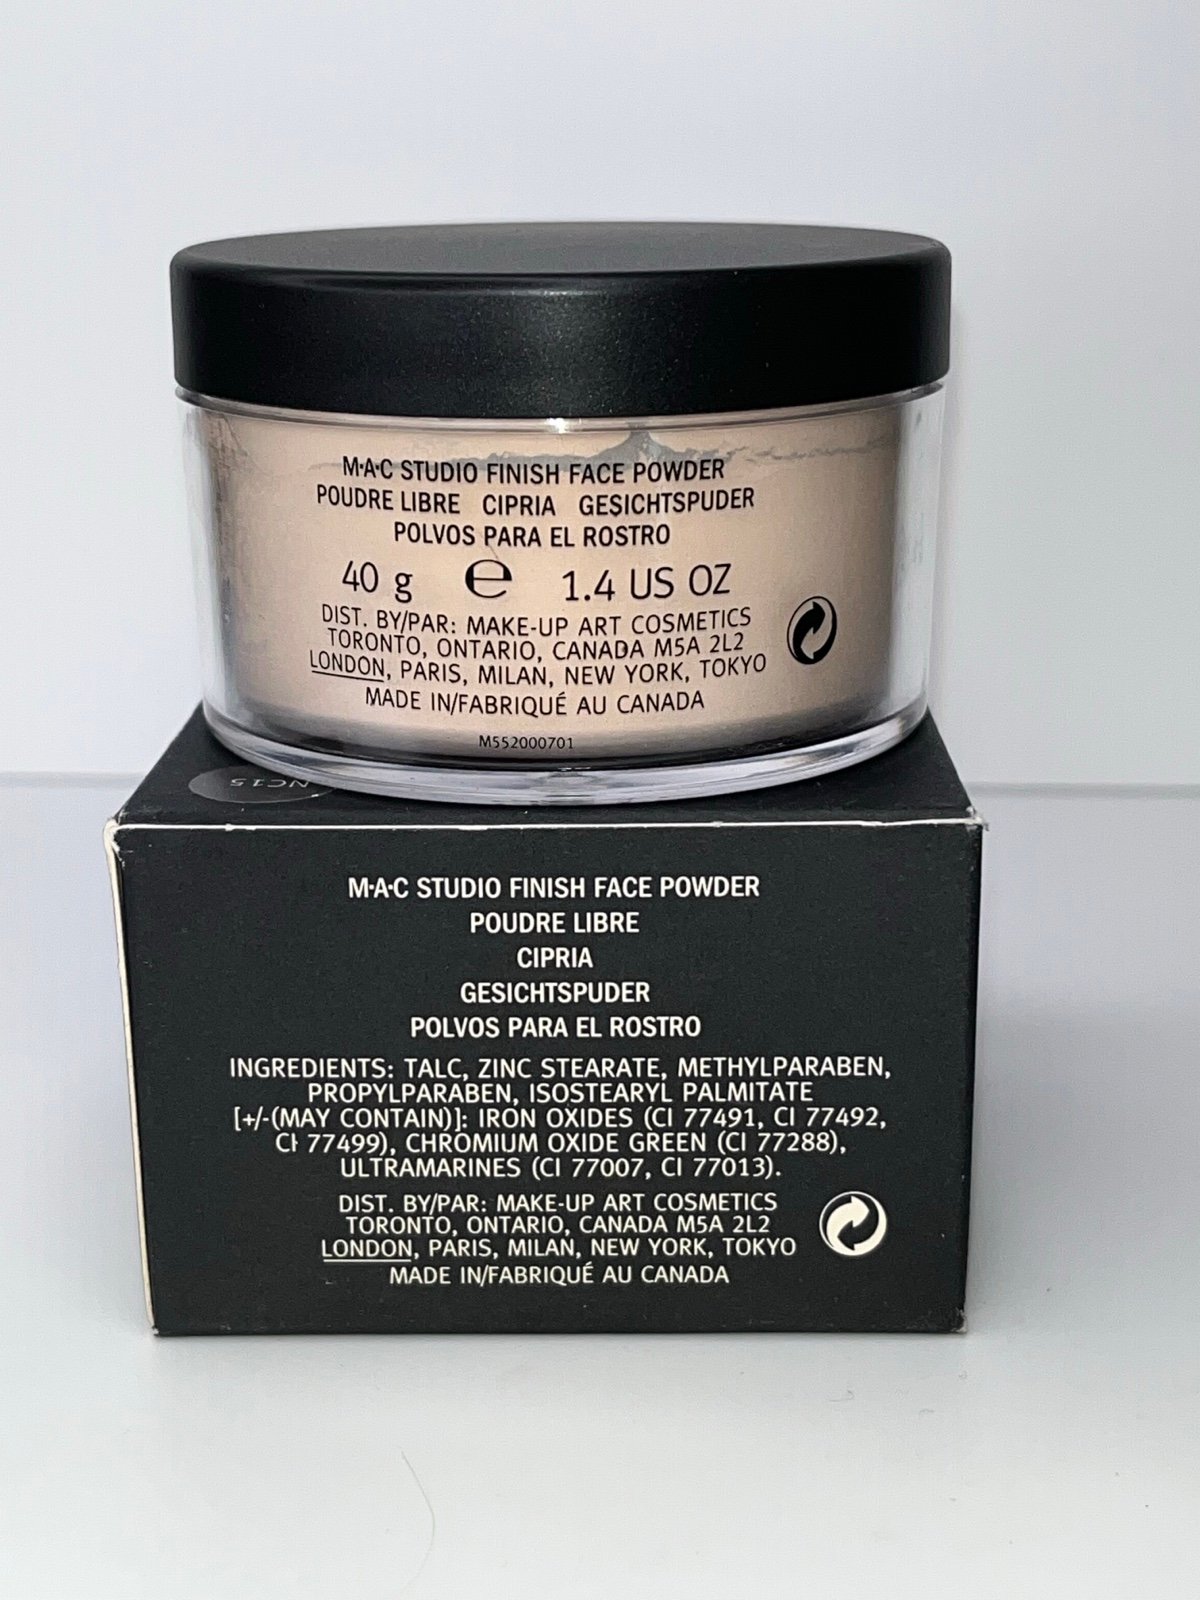 M·A·C STUDIO FINISH FACE POWDER
POUDRE LIBRE CIPRIA GESICHTSPUDER
POLVOS PARA EL ROSTRO
40 g e 1.4 US OZ
DIST. BY/PAR: MAKE-UP ART COSMETICS
TORONTO, ONTARIO, CANADA M5A 2L2
LONDON, PARIS, MILAN, NEW YORK, TOKYO
MADE IN/FABRIQUÉ AU CANADA
M552000701
NC15
M·A·C STUDIO FINISH FACE POWDER
POUDRE LIBRE
CIPRIA
GESICHTSPUDER
POLVOS PARA EL ROSTRO
INGREDIENTS: TALC, ZINC STEARATE, METHYLPARABEN,
PROPYLPARABEN, ISOSTEARYL PALMITATE
[+/-(MAY CONTAIN)]: IRON OXIDES (CI 77491, CI 77492,
CI 77499), CHROMIUM OXIDE GREEN (CI 77288),
ULTRAMARINES (CI 77007, CI 77013).
DIST. BY/PAR: MAKE-UP ART COSMETICS
TORONTO, ONTARIO, CANADA M5A 2L2
LONDON, PARIS, MILAN, NEW YORK, TOKYO
MADE IN/FABRIQUÉ AU CANADA